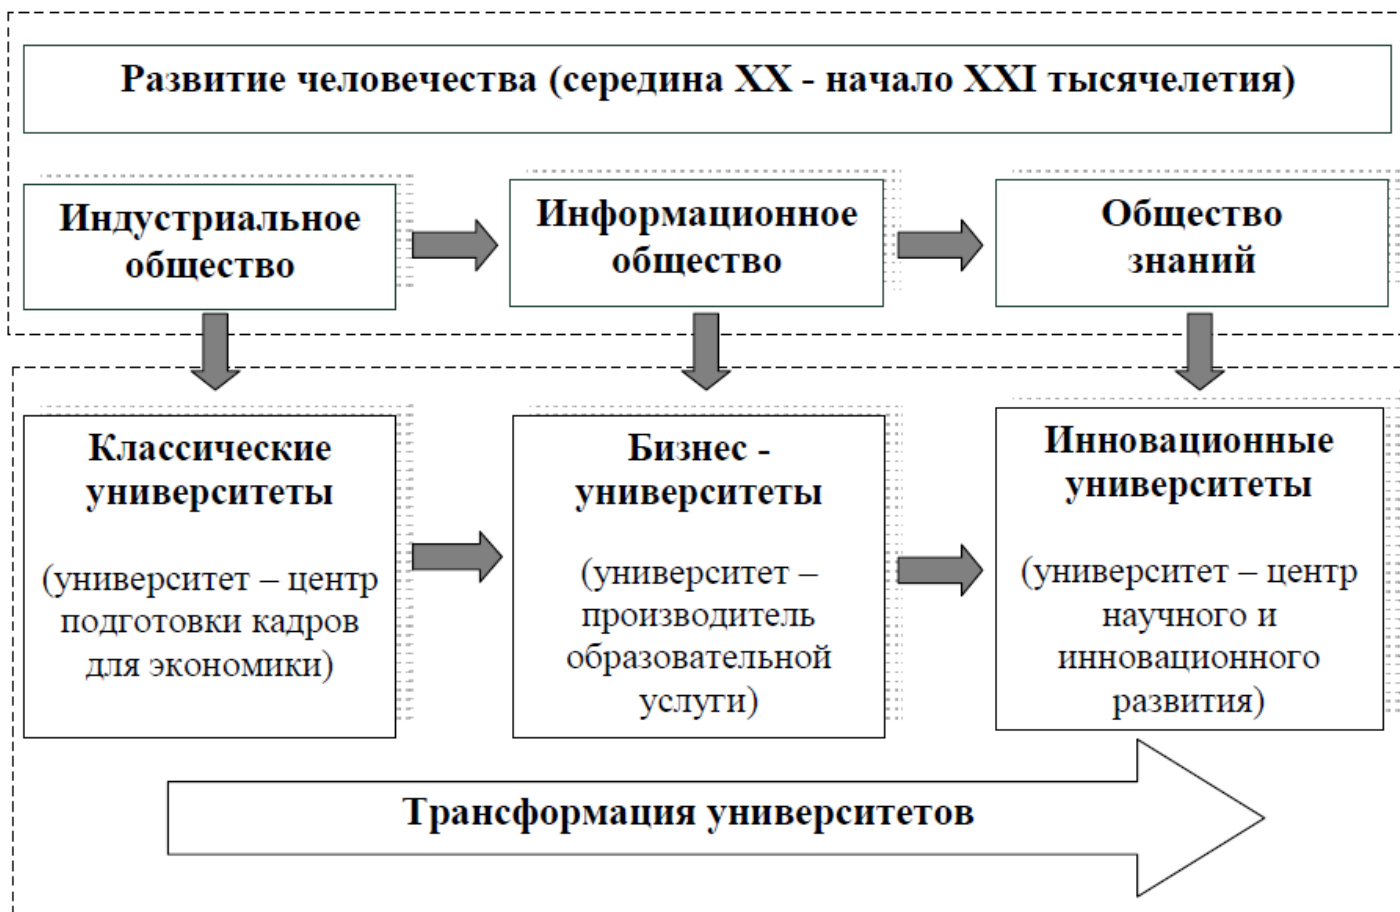 Развитие человечества (середина XX - начало XXI тысячелетия)
Индустриальное
общество
Информационное
общество
Общество
знаний
Классические
университеты
(университет – центр
подготовки кадров
для экономики)
Бизнес -
университеты
(университет –
производитель
образовательной
услуги)
Инновационные
университеты
(университет – центр
научного и
инновационного
развития)
Трансформация университетов